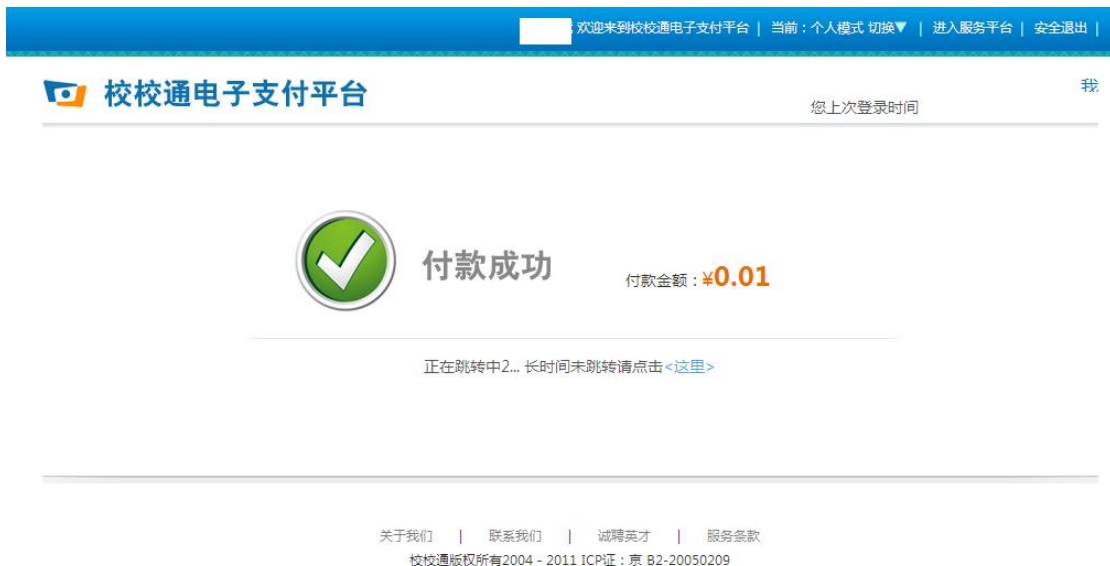 欢迎来到校校通电子支付平台 | 当前：个人模式 切换▼ | 进入服务平台 | 安全退出 |
校校通电子支付平台
我
您上次登录时间
付款成功 付款金额：¥0.01
正在跳转中2... 长时间未跳转请点击<这里>
关于我们 | 联系我们 | 诚聘英才 | 服务条款
校校通版权所有2004 - 2011 ICP证：京 B2-20050209